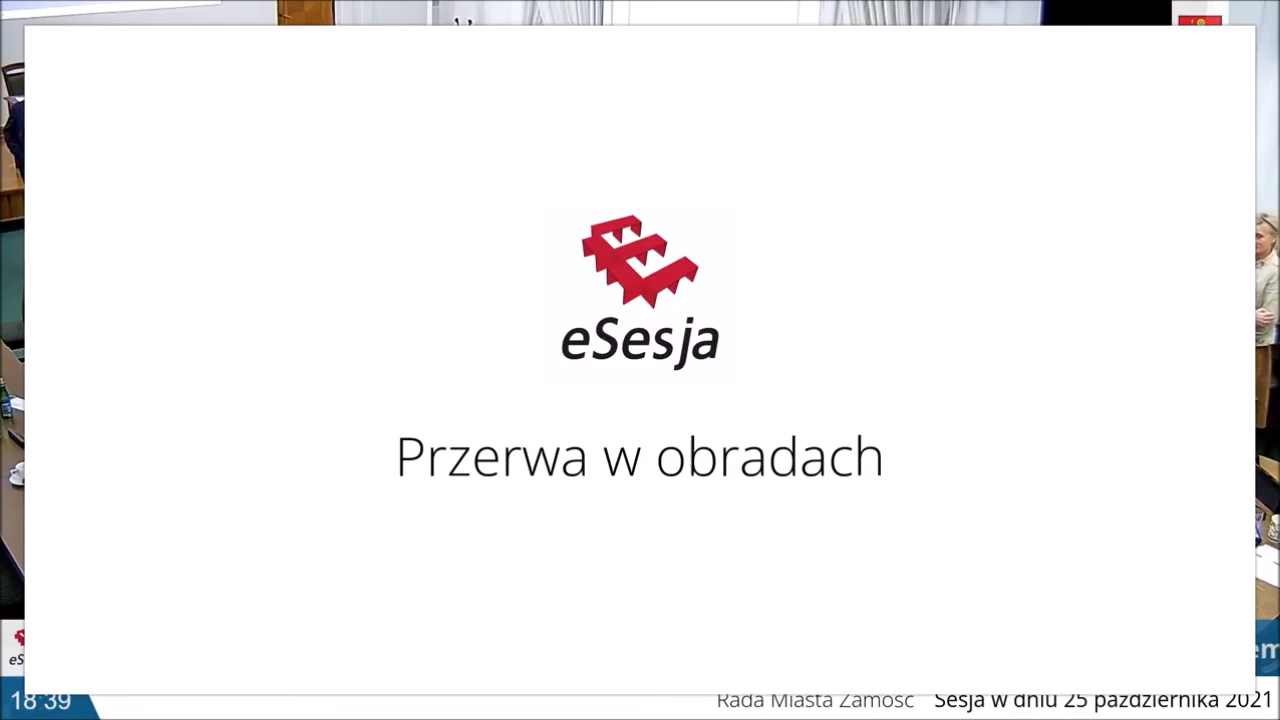 eSesja
Przerwa w obradach
18:39
Rada Miasta Zamość Sesja w dniu 25 października 2021